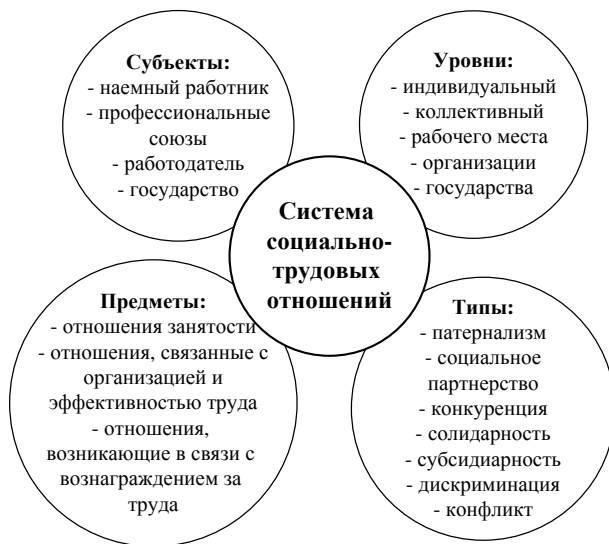 Субъекты:
- наемный работник
- профессиональные
союзы
- работодатель
- государство
Уровни:
- индивидуальный
- коллективный
- рабочего места
- организации
- государства
Система
социально-
трудовых
отношений
Предметы:
- отношения занятости
- отношения, связанные с
организацией и
эффективностью труда
- отношения,
возникающие в связи с
вознаграждением за
труда
Типы:
- патернализм
- социальное
партнерство
- конкуренция
- солидарность
- субсидиарность
- дискриминация
- конфликт